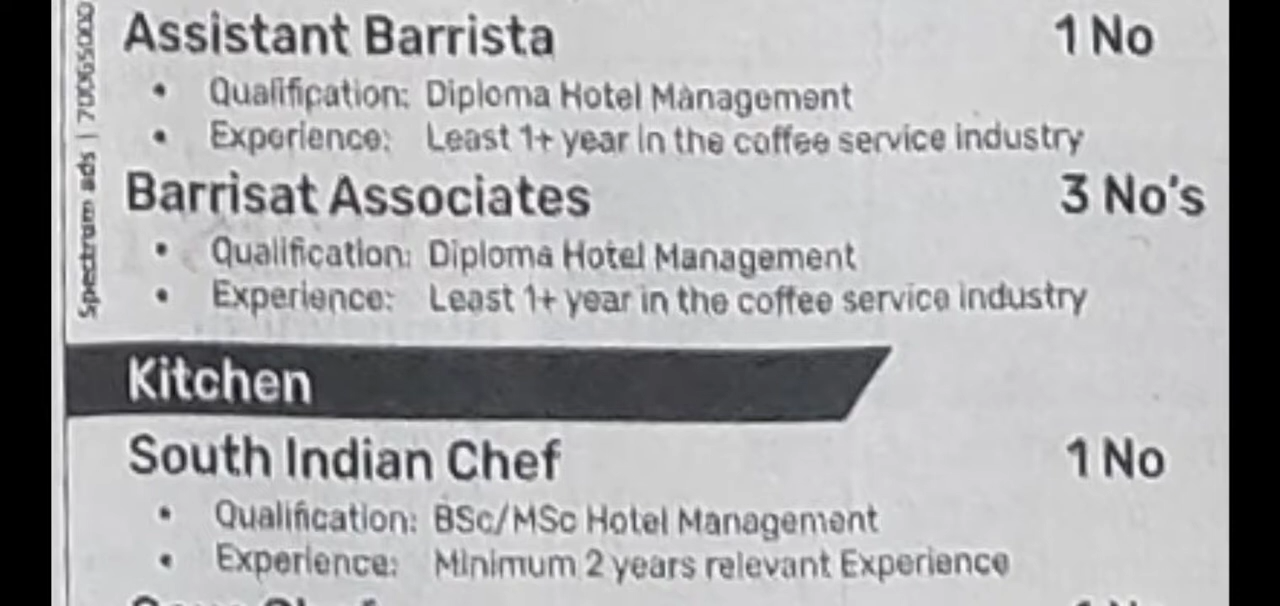 Assistant Barrista 1 No
• Qualification: Diploma Hotel Management
• Experience: Least 1+ year in the coffee service industry
Barrisat Associates 3 No's
• Qualification: Diploma Hotel Management
• Experience: Least 1+ year in the coffee service industry
Kitchen
South Indian Chef 1 No
• Qualification: BSc/MSc Hotel Management
• Experience: Minimum 2 years relevant Experience
Spectrum ads |